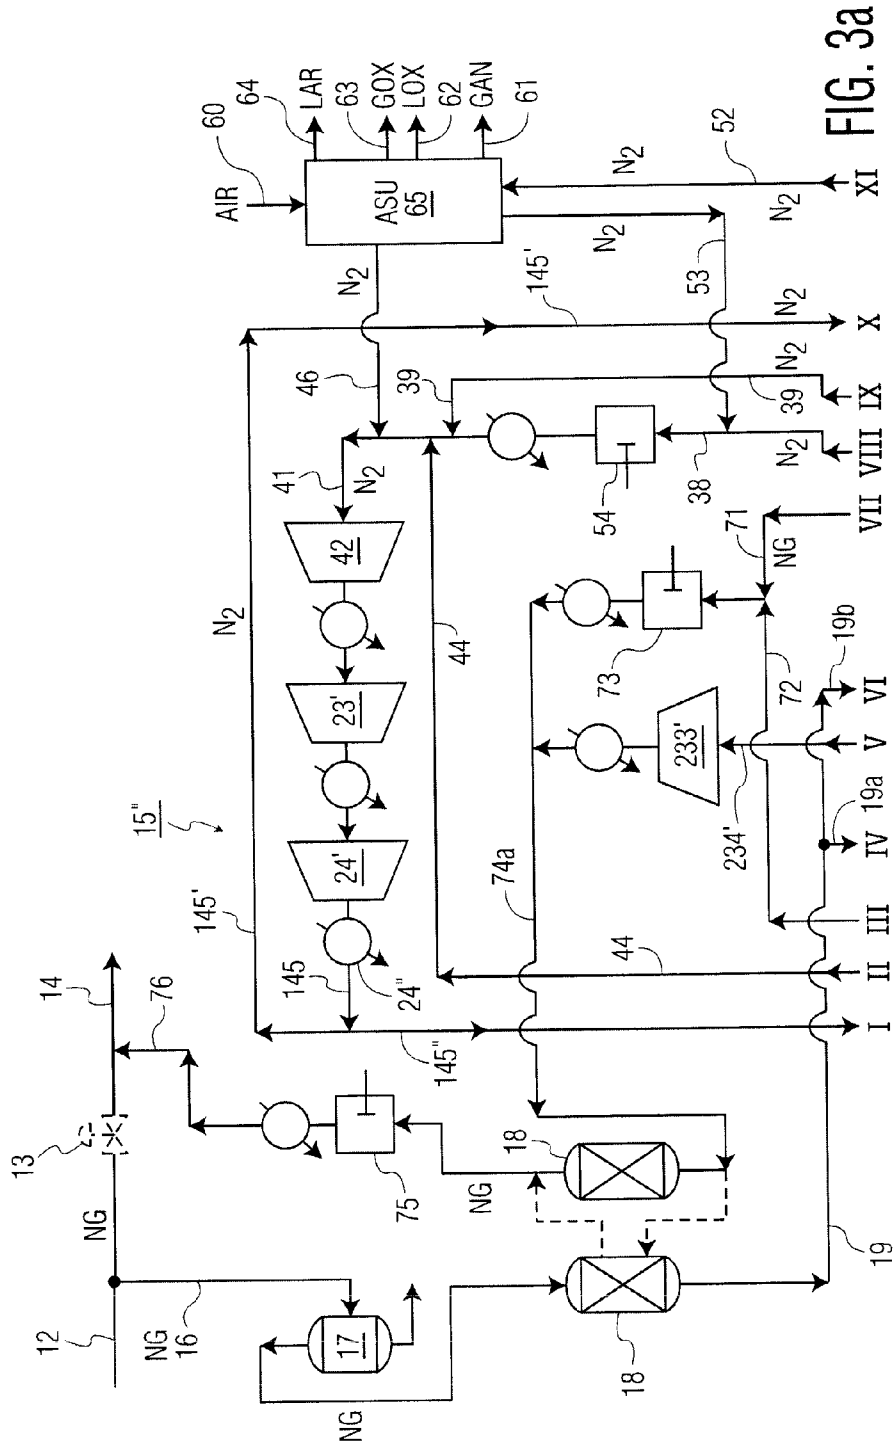 FIG. 3a
15"
12
NG
13
14
76
NG
16
17
NG
18
18
19
NG
75
145"
145
145'
24"
24'
23'
42
N2
41
N2
46
N2
44
44
74a
39
39
N2
54
38
N2
73
233'
234'
72
71
NG
19a
19b
AIR
60
ASU
65
LAR
64
GOX
63
LOX
62
GAN
61
N2
53
N2
52
N2
145'
N2
I
II
III
IV
V
VI
VII
VIII
IX
X
XI